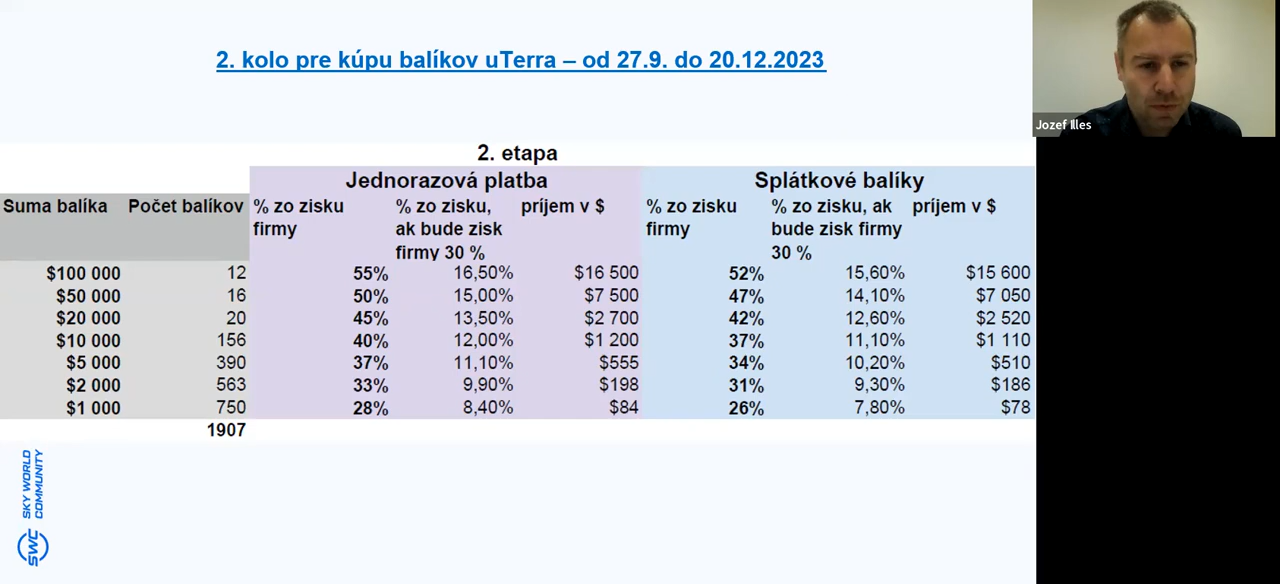 2. kolo pre kúpu balíkov uTerra – od 27.9. do 20.12.2023
Jozef Illes
2. etapa
Jednorazová platba Splátkové balíky
Suma balíka Počet balíkov % zo zisku firmy % zo zisku, ak bude zisk firmy 30 % príjem v $ % zo zisku firmy % zo zisku, ak bude zisk firmy 30 % príjem v $
$100 000 12 55% 16,50% $16 500 52% 15,60% $15 600
$50 000 16 50% 15,00% $7 500 47% 14,10% $7 050
$20 000 20 45% 13,50% $2 700 42% 12,60% $2 520
$10 000 156 40% 12,00% $1 200 37% 11,10% $1 110
$5 000 390 37% 11,10% $555 34% 10,20% $510
$2 000 563 33% 9,90% $198 31% 9,30% $186
$1 000 750 28% 8,40% $84 26% 7,80% $78
1907
SWC SKY WORLD
COMMUNITY